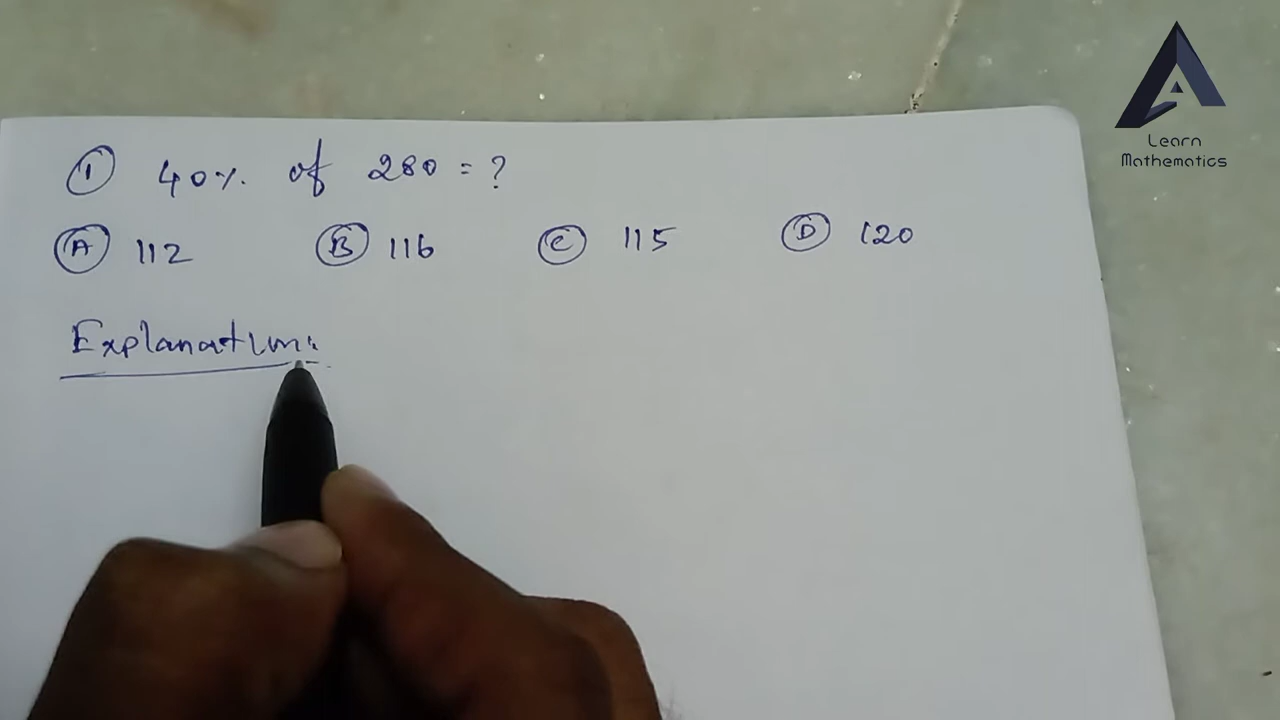 ① 40% of 280 = ?
Ⓐ 112 Ⓑ 116 Ⓒ 115 Ⓓ 120
Explanation:
Learn
Mathematics